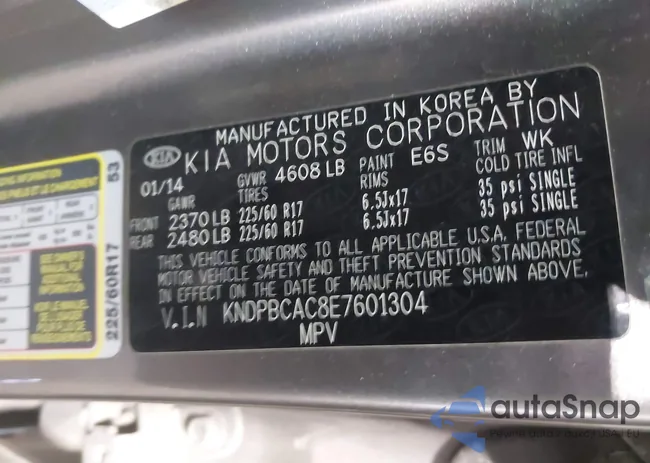 MANUFACTURED IN KOREA BY
KIA KIA MOTORS CORPORATION
01/14 GVWR 4608 LB PAINT E6S TRIM WK
GAWR TIRES RIMS COLD TIRE INFL
FRONT 2370 LB 225/60 R17 6.5Jx17 35 psi SINGLE
REAR 2480 LB 225/60 R17 6.5Jx17 35 psi SINGLE
THIS VEHICLE CONFORMS TO ALL APPLICABLE U.S.A. FEDERAL
MOTOR VEHICLE SAFETY AND THEFT PREVENTION STANDARDS
IN EFFECT ON THE DATE OF MANUFACTURE SHOWN ABOVE.
V.I.N KNDPBCAC8E7601304
MPV
53
225/60R17
autoSnap